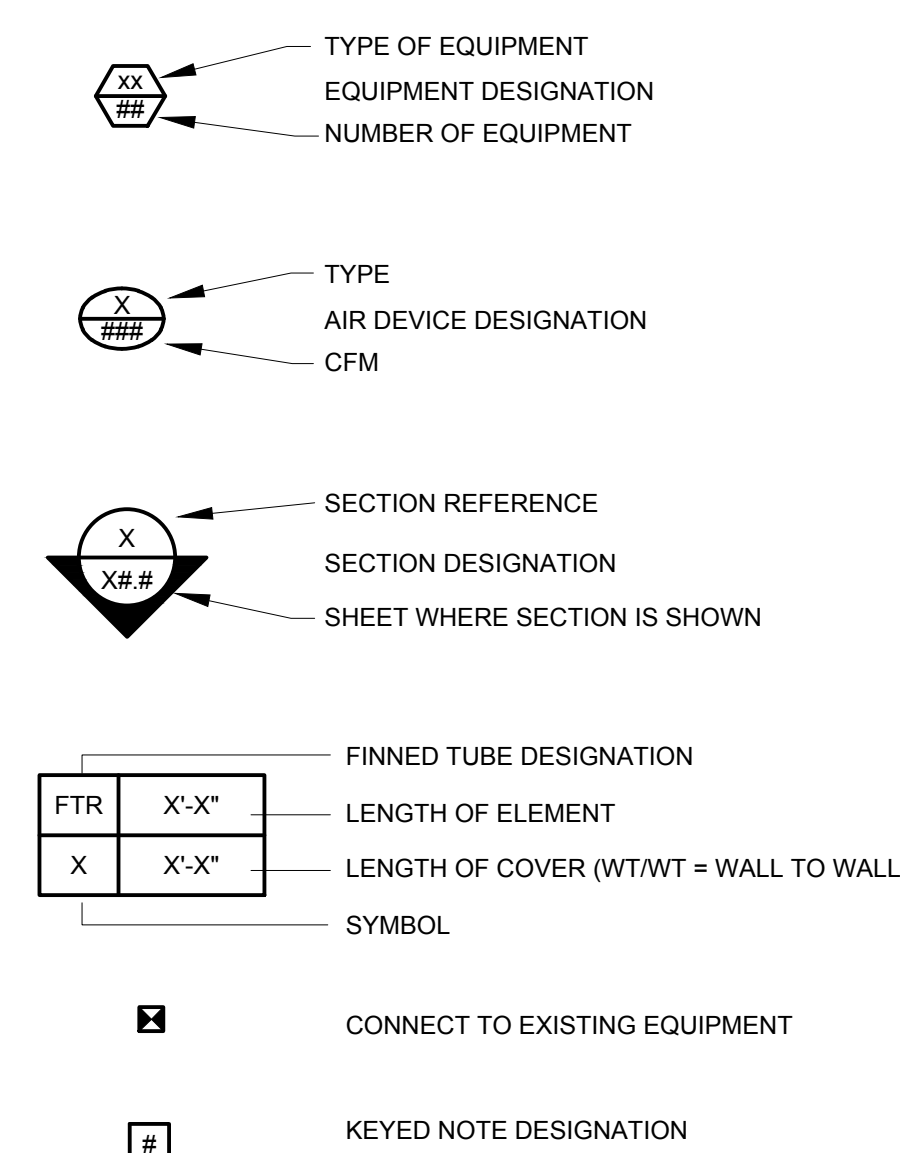 TYPE OF EQUIPMENT
xx
EQUIPMENT DESIGNATION
##
NUMBER OF EQUIPMENT
TYPE
X
AIR DEVICE DESIGNATION
###
CFM
SECTION REFERENCE
X
SECTION DESIGNATION
X#.#
SHEET WHERE SECTION IS SHOWN
FINNED TUBE DESIGNATION
FTR X'-X" LENGTH OF ELEMENT
X X'-X" LENGTH OF COVER (WT/WT = WALL TO WALL
SYMBOL
CONNECT TO EXISTING EQUIPMENT
KEYED NOTE DESIGNATION
#